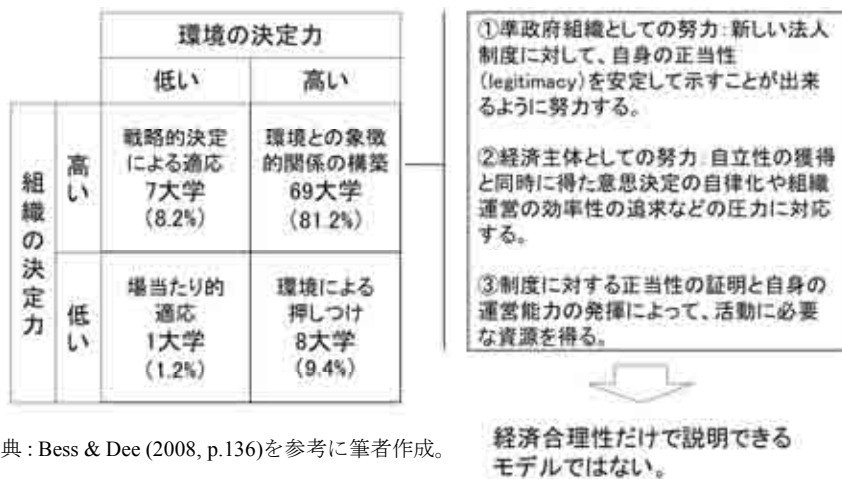 環境の決定力
低い
高い
組織の決定力
高い
戦略的決定
による適応
7大学
(8.2%)
環境との象徴
的関係の構築
69大学
(81.2%)
低い
場当たり的
適応
1大学
(1.2%)
環境による
押しつけ
8大学
(9.4%)
①準政府組織としての努力:新しい法人
制度に対して、自身の正当性
(legitimacy)を安定して示すことが出来
るように努力する。
②経済主体としての努力:自立性の獲得
と同時に得た意思決定の自律化や組織
運営の効率性の追求などの圧力に対応
する。
③制度に対する正当性の証明と自身の
運営能力の発揮によって、活動に必要
な資源を得る。
経済合理性だけで説明できる
モデルではない。
典 : Bess & Dee (2008, p.136)を参考に筆者作成。